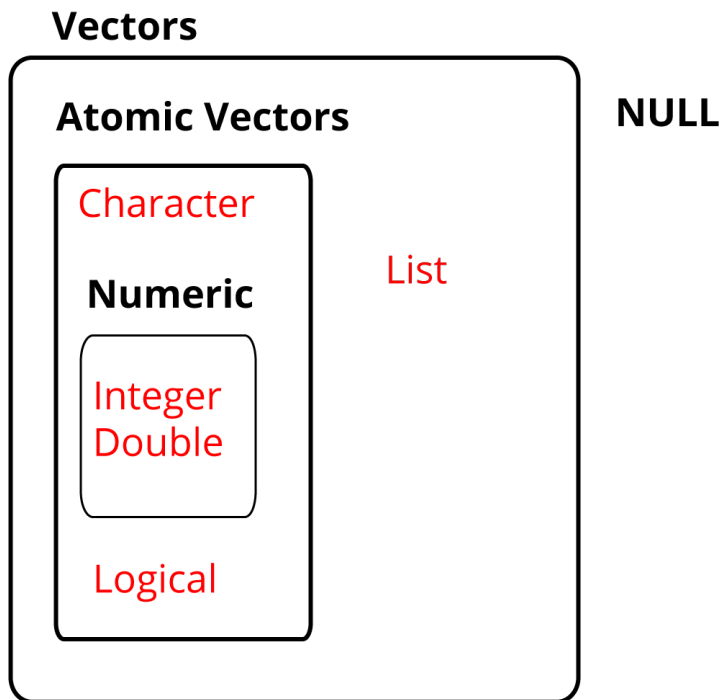 Vectors
Atomic Vectors
NULL
Character
List
Numeric
Integer
Double
Logical